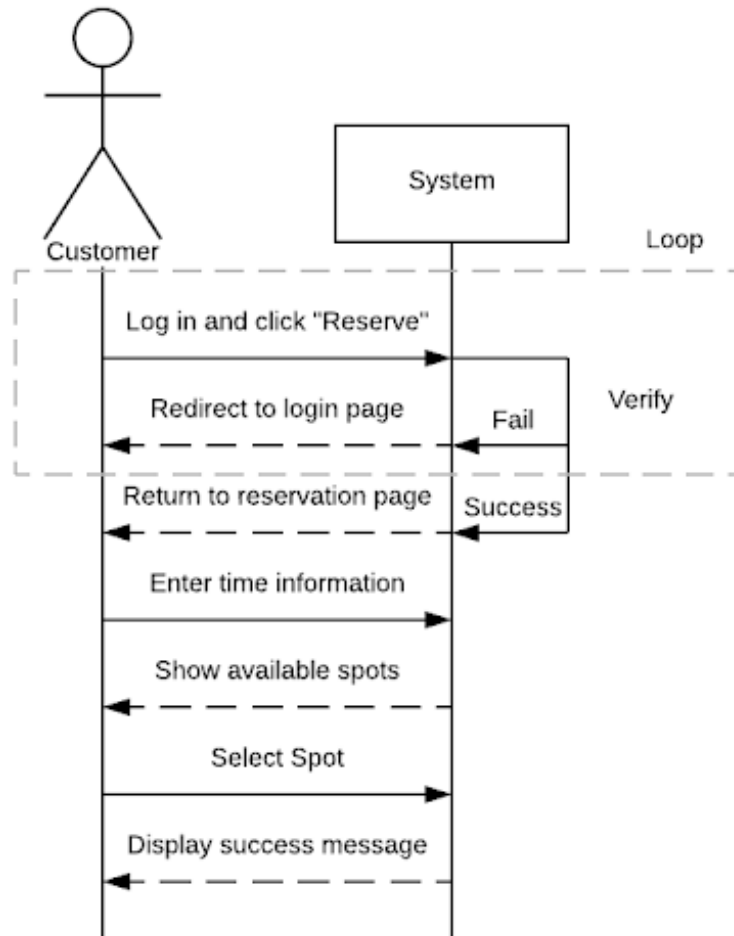 System
Customer
Loop
Log in and click "Reserve"
Verify
Redirect to login page
Fail
Return to reservation page
Success
Enter time information
Show available spots
Select Spot
Display success message